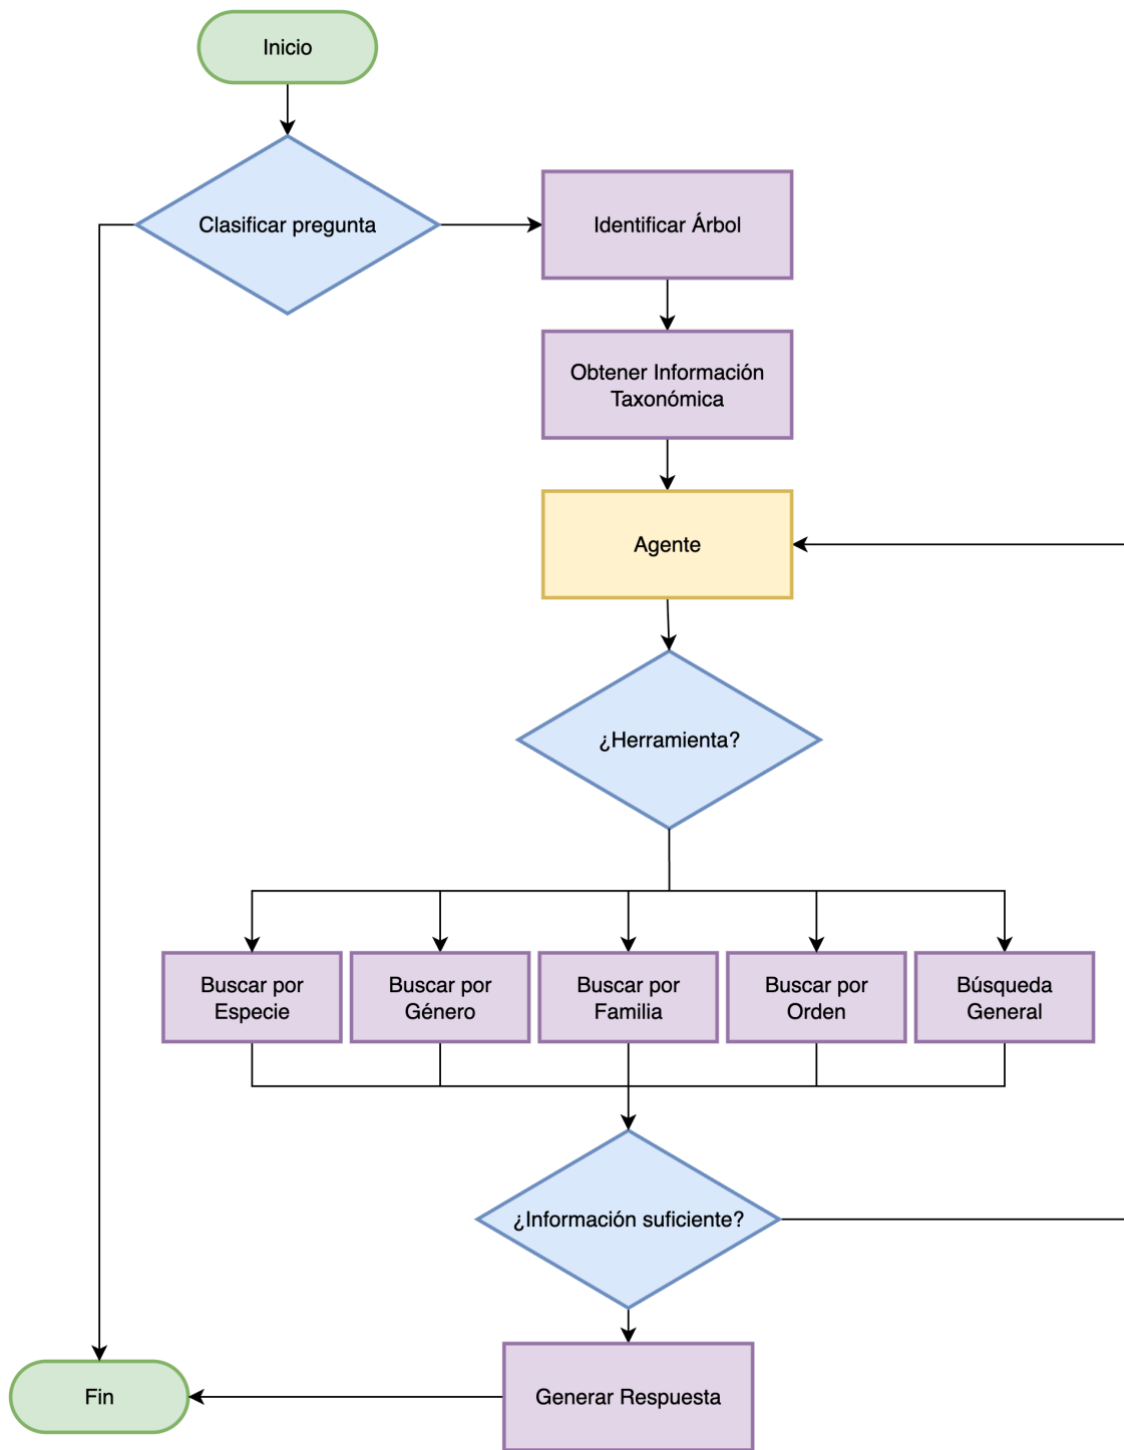 Inicio
Clasificar pregunta
Identificar Árbol
Obtener Información
Taxonómica
Agente
¿Herramienta?
Buscar por
Especie
Buscar por
Género
Buscar por
Familia
Buscar por
Orden
Búsqueda
General
¿Información suficiente?
Generar Respuesta
Fin